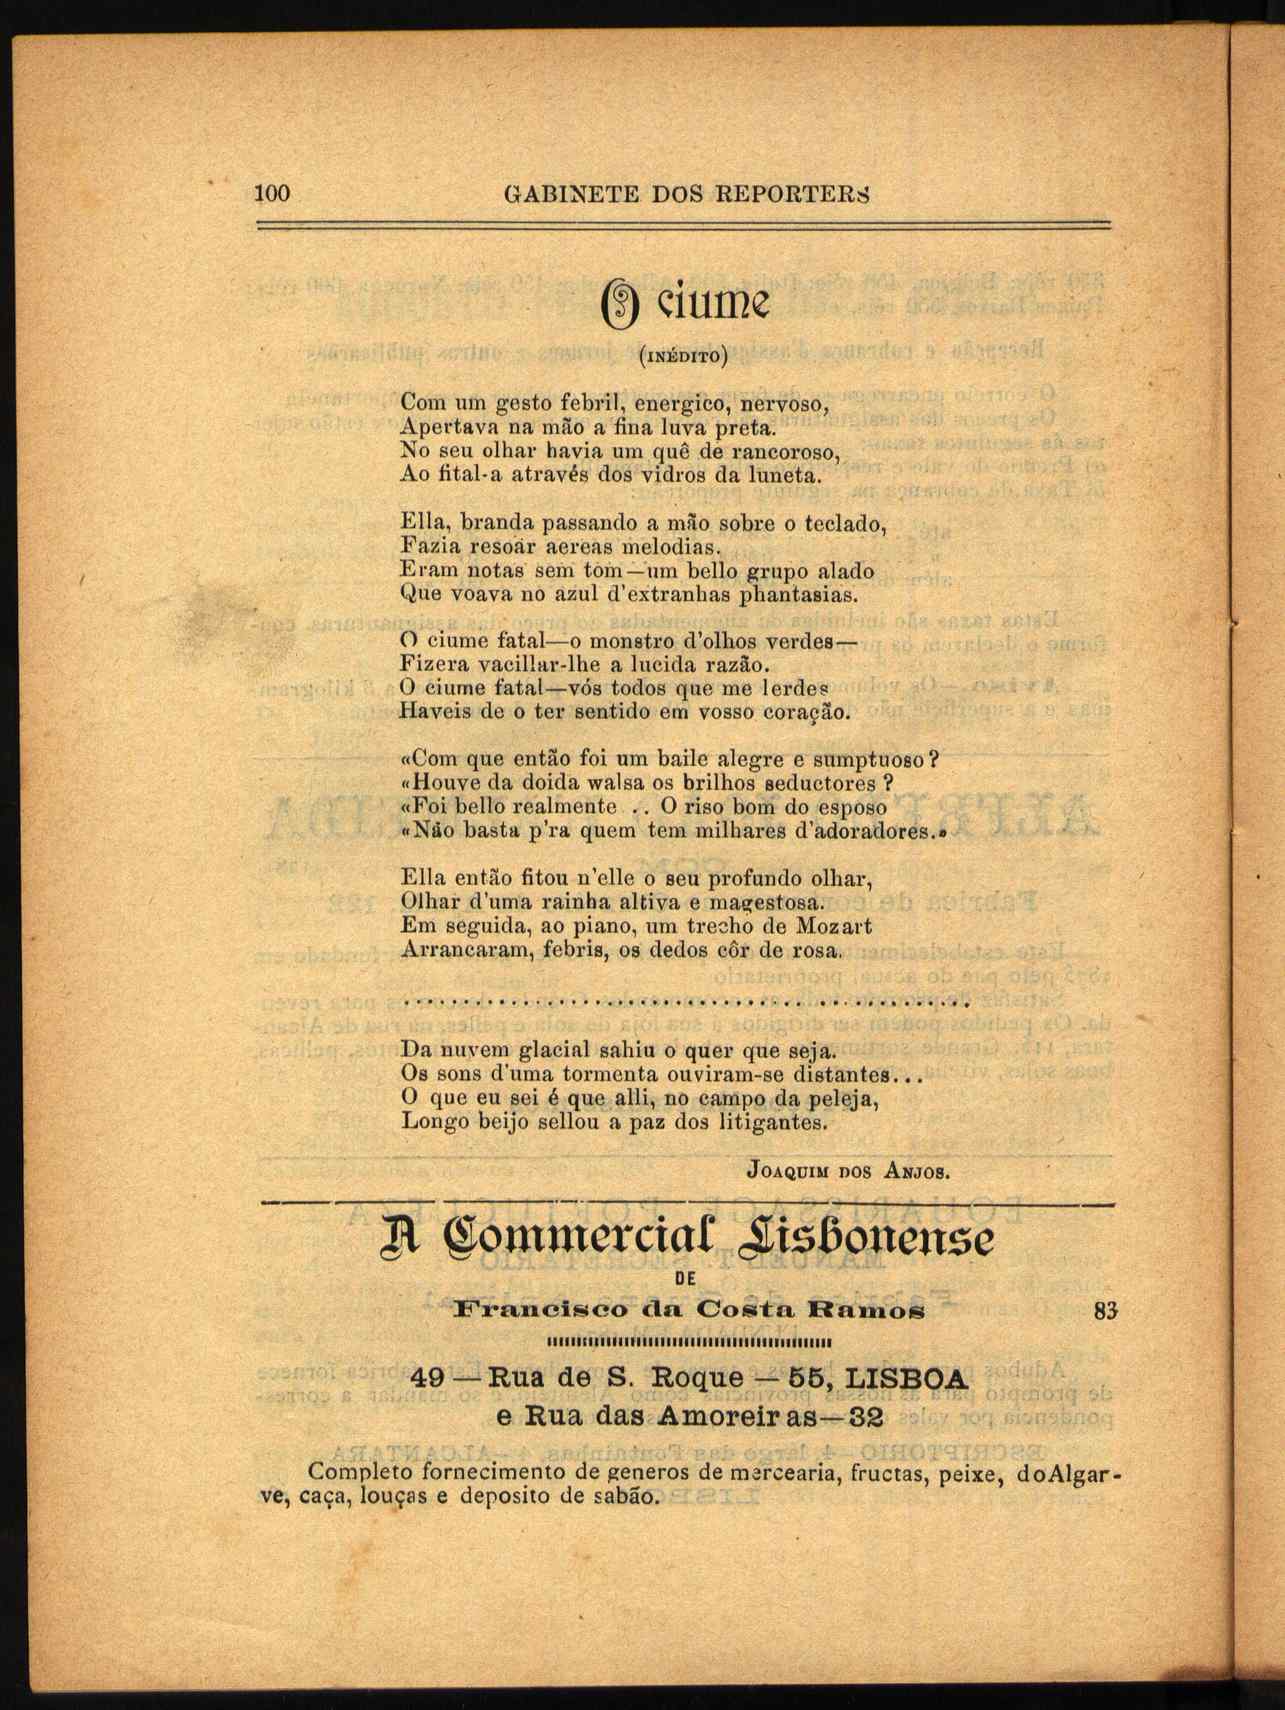 100 GABINETE DOS REPORTERS
O ciume
(INÉDITO)
Com um gesto febril, energico, nervoso,
Apertava na mão a fina luva preta.
No seu olhar havia um quê de rancoroso,
Ao fital-a através dos vidros da luneta.
Ella, branda passando a mão sobre o teclado,
Fazia resoar aereas melodias.
Eram notas sem tom—um bello grupo alado
Que voava no azul d'extranhas phantasias.
O ciume fatal—o monstro d'olhos verdes—
Fizera vacillar-lhe a lucida razão.
O ciume fatal—vós todos que me lerdes
Haveis de o ter sentido em vosso coração.
«Com que então foi um baile alegre e sumptuoso?
«Houve da doida walsa os brilhos seductores?
«Foi bello realmente .. O riso bom do esposo
«Não basta p'ra quem tem milhares d'adoradores.»
Ella então fitou n'elle o seu profundo olhar,
Olhar d'uma rainha altiva e magestosa.
Em seguida, ao piano, um trecho de Mozart
Arrancaram, febris, os dedos côr de rosa.
................................................
Da nuvem glacial sahiu o quer que seja.
Os sons d'uma tormenta ouviram-se distantes...
O que eu sei é que alli, no campo da peleja,
Longo beijo sellou a paz dos litigantes.
JOAQUIM DOS ANJOS.
A Commercial Lisbonense
DE
Francisco da Costa Ramos 83
49—Rua de S. Roque—55, LISBOA
e Rua das Amoreiras—32
Completo fornecimento de generos de mercearia, fructas, peixe, do Algar-
ve, caça, louças e deposito de sabão.